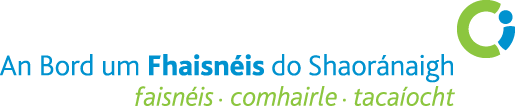 An Bord um Fhaisnéis do Shaoránaigh
faisnéis · comhairle · tacaíocht